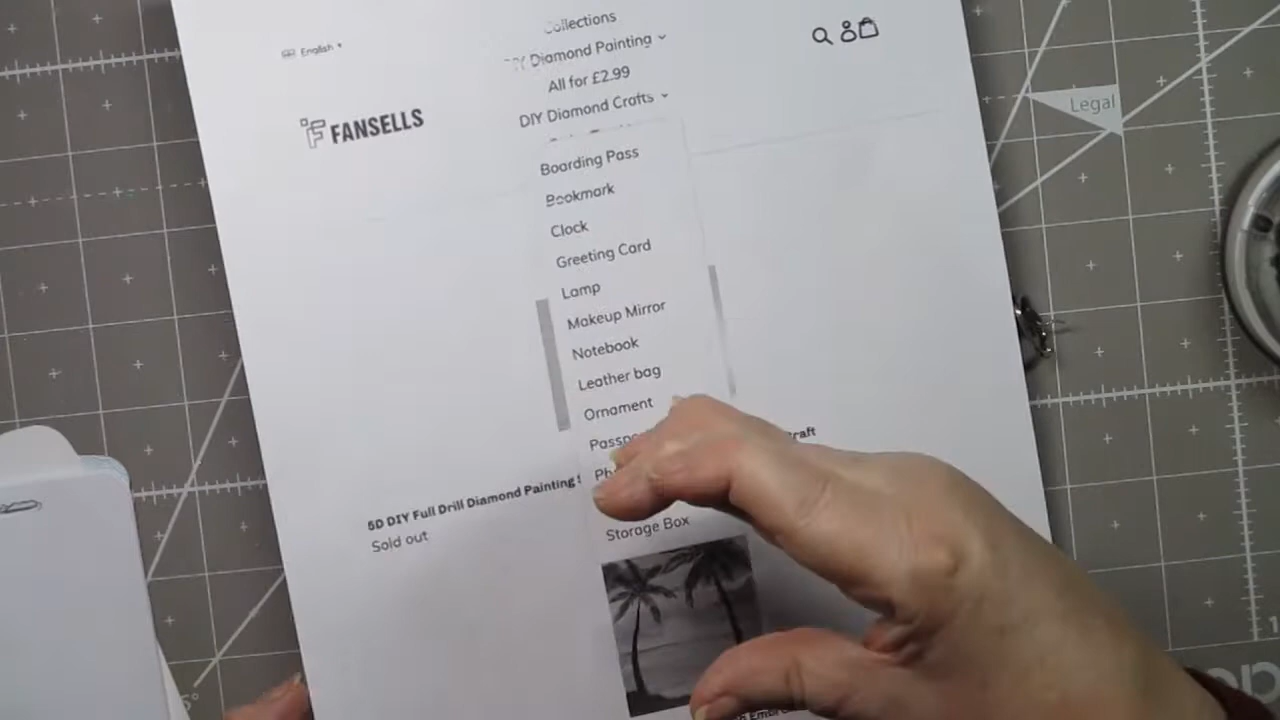 English
Collections
DIY Diamond Painting
All for £2.99
DIY Diamond Crafts
FANSELLS
Legal
Boarding Pass
Bookmark
Clock
Greeting Card
Lamp
Makeup Mirror
Notebook
Leather bag
Ornament
5D DIY Full Drill Diamond Painting
Sold out
Storage Box